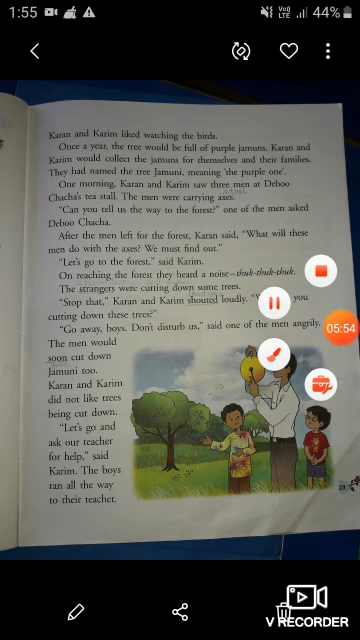 1:55
Vo))
LTE
44%
Karan and Karim liked watching the birds.
Once a year, the tree would be full of purple jamuns. Karan and
Karim would collect the jamuns for themselves and their families.
They had named the tree Jamuni, meaning 'the purple one'.
One morning, Karan and Karim saw three men at Deboo
Chacha's tea stall. The men were carrying axes.
"Can you tell us the way to the forest?" one of the men asked
Deboo Chacha.
After the men left for the forest, Karan said, "What will these
men do with the axes? We must find out."
"Let's go to the forest," said Karim.
On reaching the forest they heard a noise–thuk-thuk-thuk.
The strangers were cutting down some trees.
"Stop that," Karan and Karim shouted loudly. you
cutting down these trees?"
"Go away, boys. Don't disturb us," said one of the men angrily.
05:54
The men would
soon cut down
Jamuni too.
Karan and Karim
did not like trees
being cut down.
"Let's go and
ask our teacher
for help," said
Karim. The boys
ran all the way
to their teacher.
23
V RECORDER